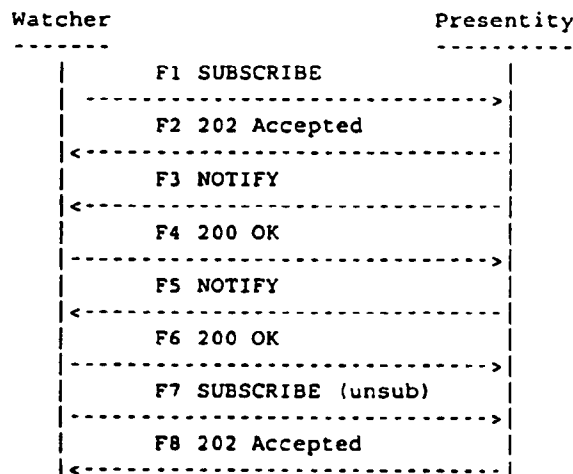 Watcher Presentity
F1 SUBSCRIBE
F2 202 Accepted
F3 NOTIFY
F4 200 OK
F5 NOTIFY
F6 200 OK
F7 SUBSCRIBE (unsub)
F8 202 Accepted